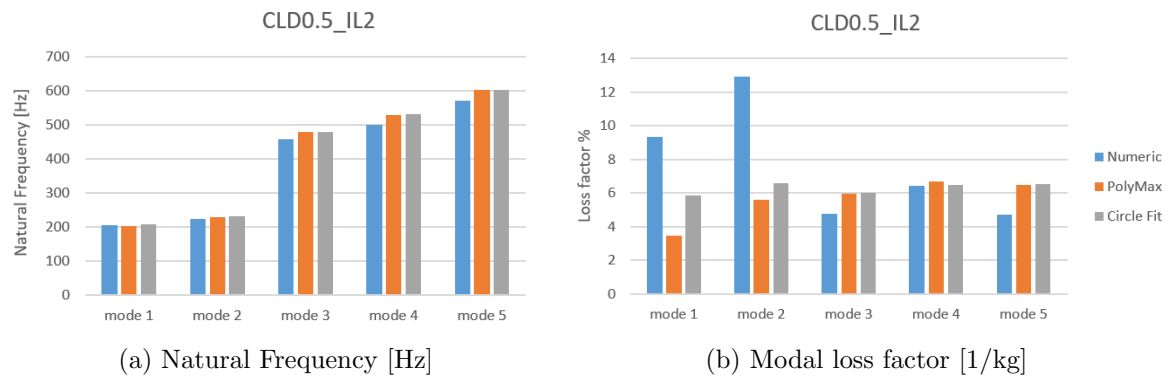 CLD0.5_IL2
Natural Frequency [Hz]
700
600
500
400
300
200
100
0
mode 1 mode 2 mode 3 mode 4 mode 5
(a) Natural Frequency [Hz]
CLD0.5_IL2
Loss factor %
14
12
10
8
6
4
2
0
mode 1 mode 2 mode 3 mode 4 mode 5
Numeric
PolyMax
Circle Fit
(b) Modal loss factor [1/kg]